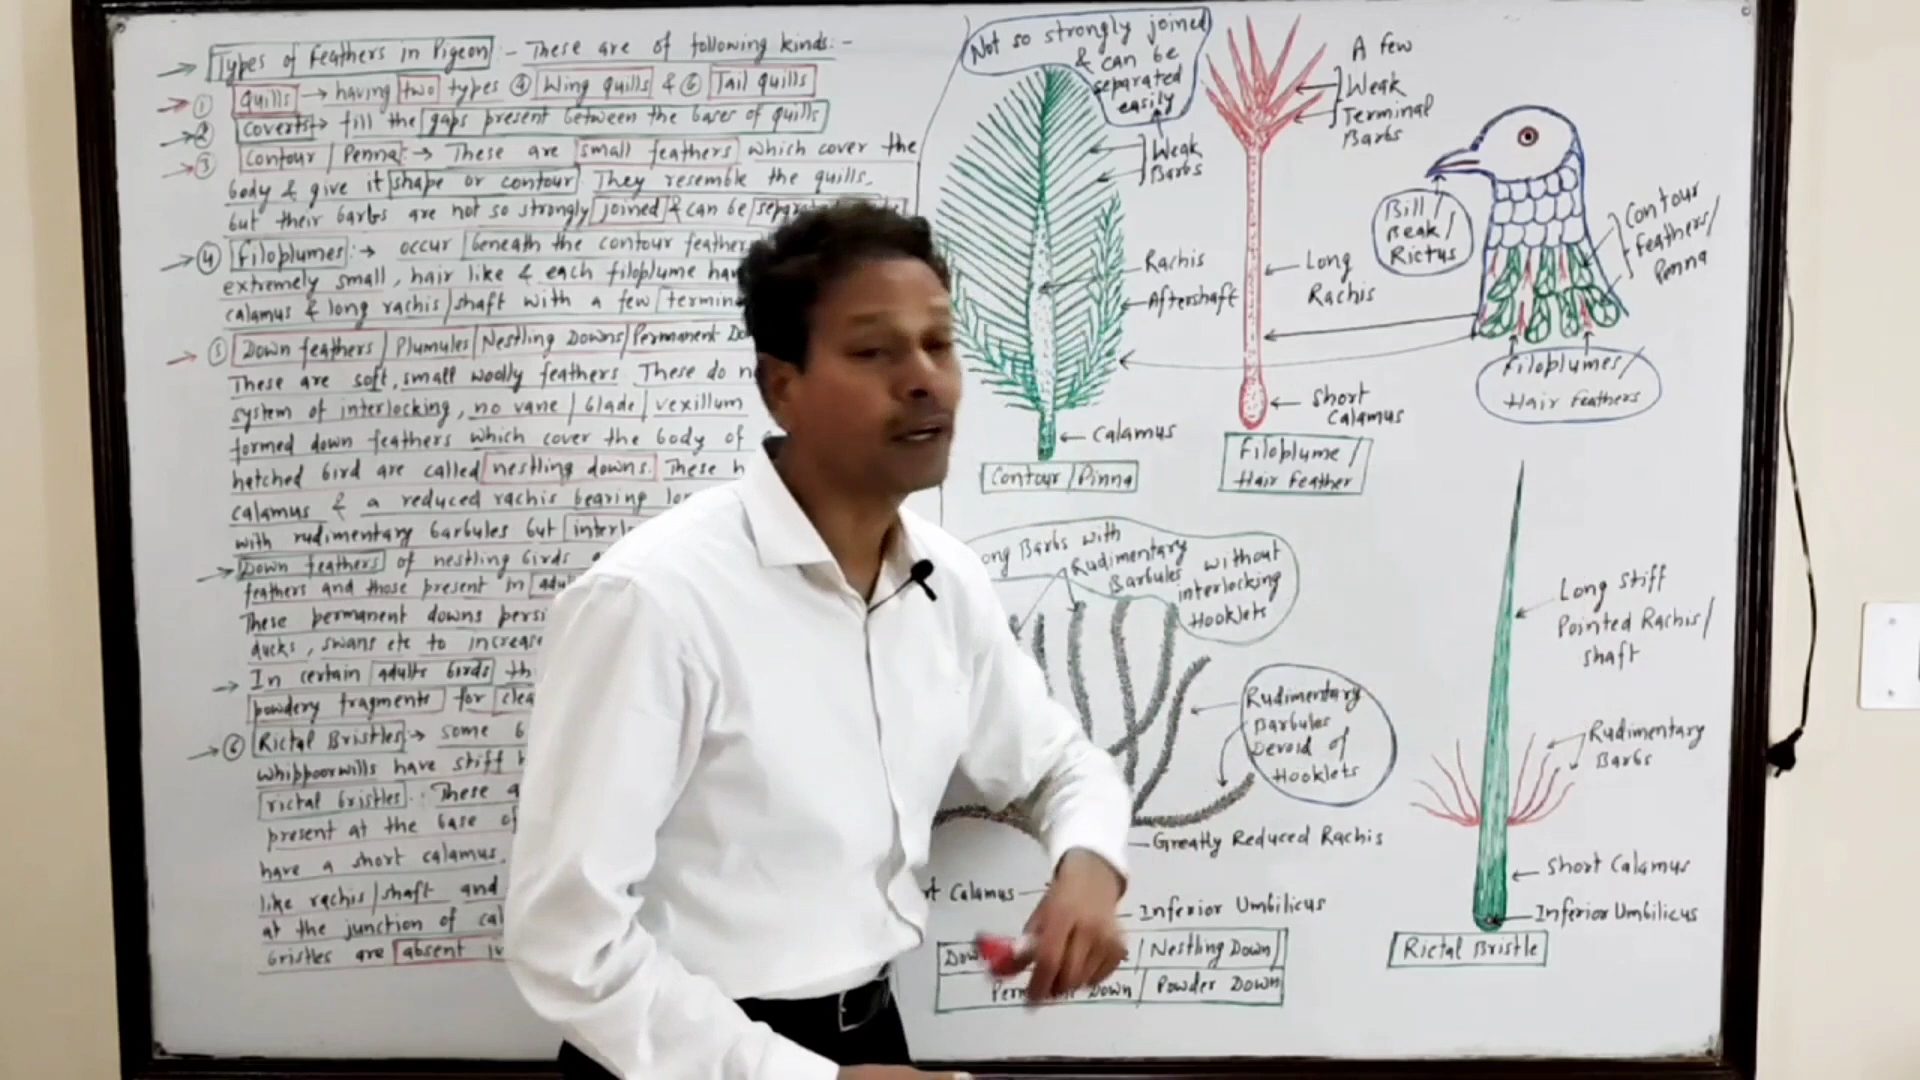 Types of Feathers in Pigeon :- These are of following kinds:-
① Quills → having two types ⓐ Wing quills & ⓑ Tail quills
② Coverts → fill the gaps present between the bases of quills
③ Contour / Penna :→ These are small feathers which cover the
body & give it shape or contour. They resemble the quills.
but their barbs are not so strongly joined & can be
④ Filoplumes :→ occur beneath the contour
extremely small, hair like & each filoplume
calamus & long rachis/shaft with a few
⑤ Down feathers / Plumules / Nestling Downs / Permanent
These are soft, small woolly feathers. These do
system of interlocking, no vane / blade / vexillum
formed down feathers which cover the body of
hatched bird are called nestling downs. These
calamus & a reduced rachis bearing
with rudimentary barbules but
→ Down feathers of nestling birds
feathers and those present in
These permanent downs
ducks, swans etc to increase
→ In certain adults birds
powdery fragments for
→ ⑥ Rictal Bristles → some
whippoorwills have stiff
rictal bristles. These
present at the base of
have a short calamus.
like rachis/shaft and
at the junction of
bristles are absent
Not so strongly joined
& can be
separated
easily
Weak
Barbs
Rachis
Aftershaft
Calamus
Contour / Pinna
A few
Weak
Terminal
Barbs
Long
Rachis
Short
Calamus
Filoplume /
Hair Feather
Bill /
Beak /
Rictus
Contour
Feathers/
Penna
Filoplumes/
Hair Feathers
Barbs with
Rudimentary
Barbules without
interlocking
Hooklets
Rudimentary
Barbules
Devoid of
Hooklets
Greatly Reduced Rachis
Calamus
Inferior Umbilicus
/ Nestling Down /
Down / Powder Down
Long Stiff
Pointed Rachis /
shaft
Rudimentary
Barbs
Short Calamus
Inferior Umbilicus
Rictal Bristle